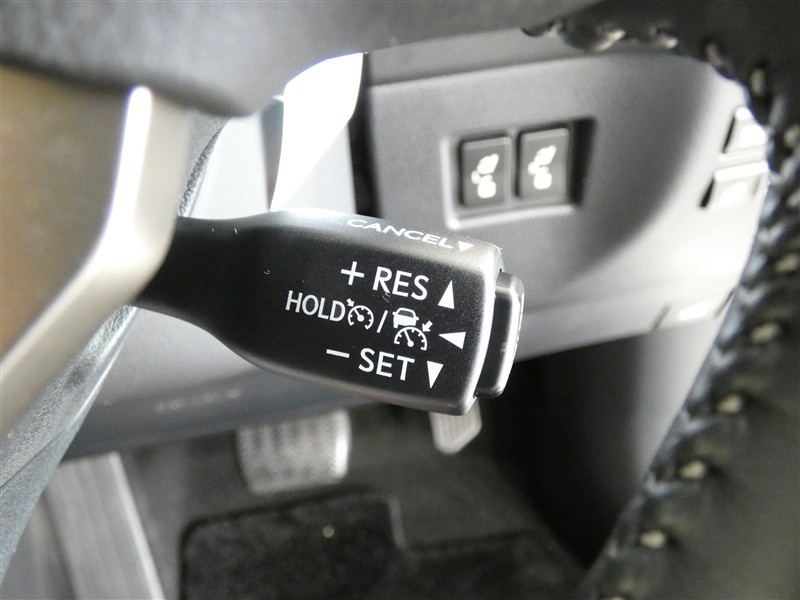 CANCEL
+ RES
HOLD /
− SET